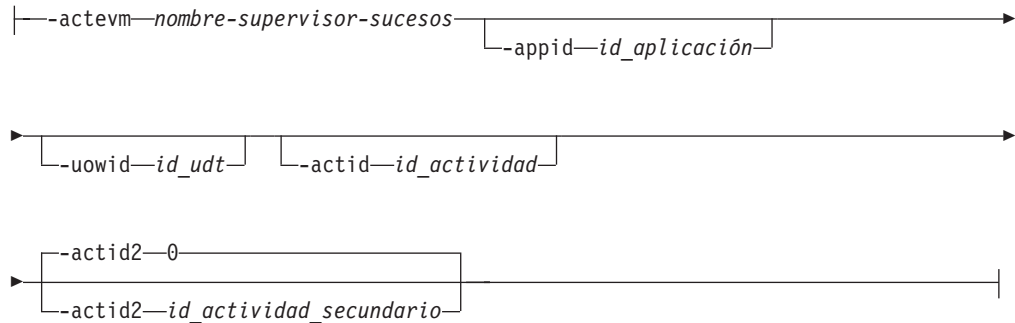 -actevm nombre-supervisor-sucesos
-appid id_aplicación
-uowid id_udt -actid id_actividad
-actid2 0
-actid2 id_actividad_secundario